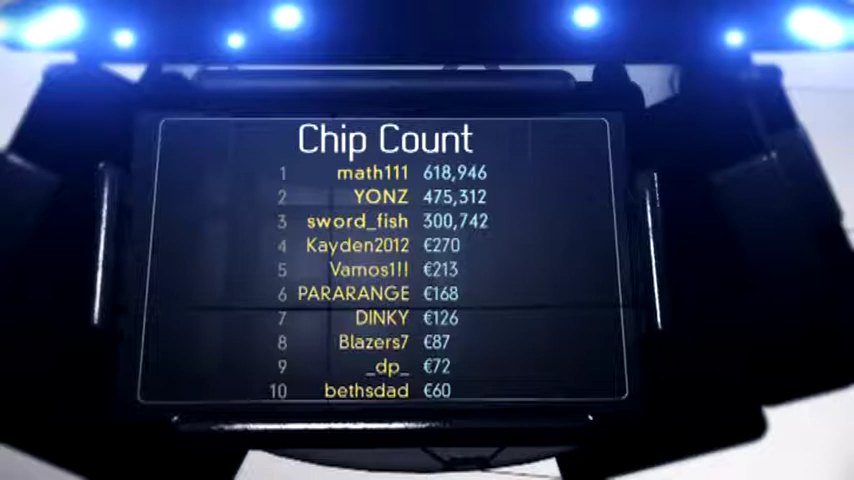 Chip Count
1 math111 618,946
2 YONZ 475,312
3 sword_fish 300,742
4 Kayden2012 €270
5 Vamos1!! €213
6 PARARANGE €168
7 DINKY €126
8 Blazers7 €87
9 _dp_ €72
10 bethsdad €60